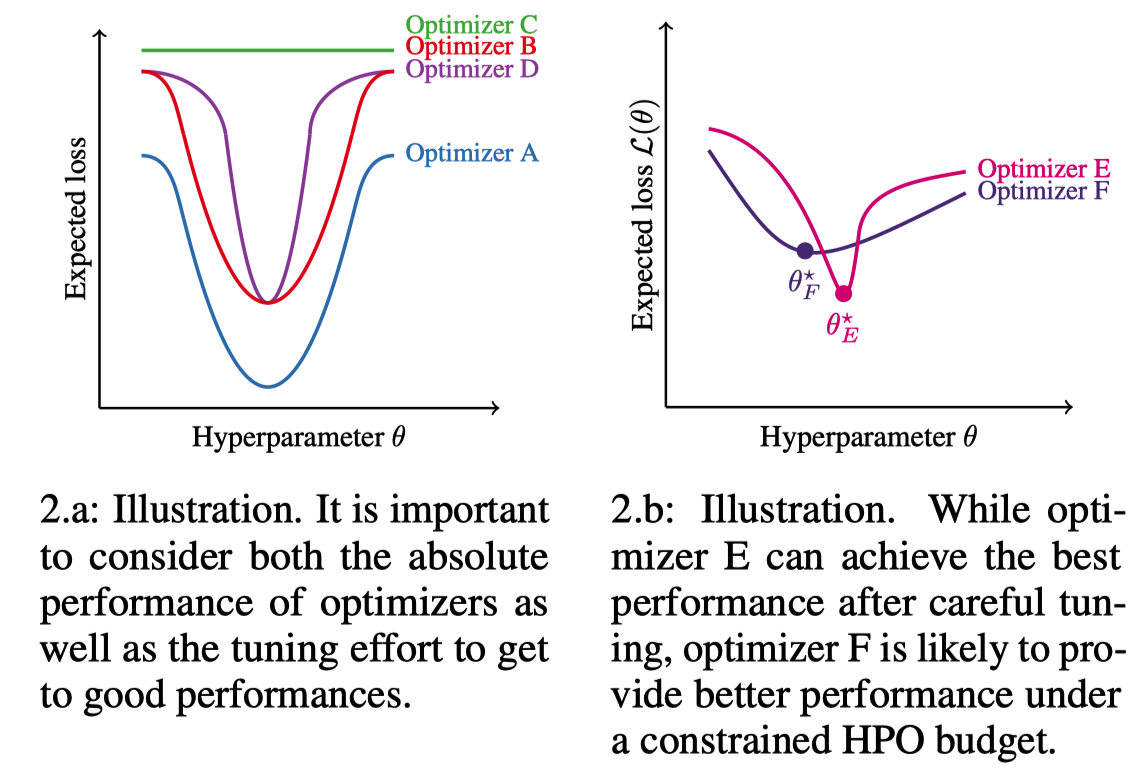 Optimizer C
Optimizer B
Optimizer D
Optimizer A
Expected loss
Hyperparameter θ
Expected loss ℒ(θ)
Optimizer E
Optimizer F
θ⋆F
θ⋆E
Hyperparameter θ
2.a: Illustration. It is important
to consider both the absolute
performance of optimizers as
well as the tuning effort to get
to good performances.
2.b: Illustration. While opti-
mizer E can achieve the best
performance after careful tun-
ing, optimizer F is likely to pro-
vide better performance under
a constrained HPO budget.